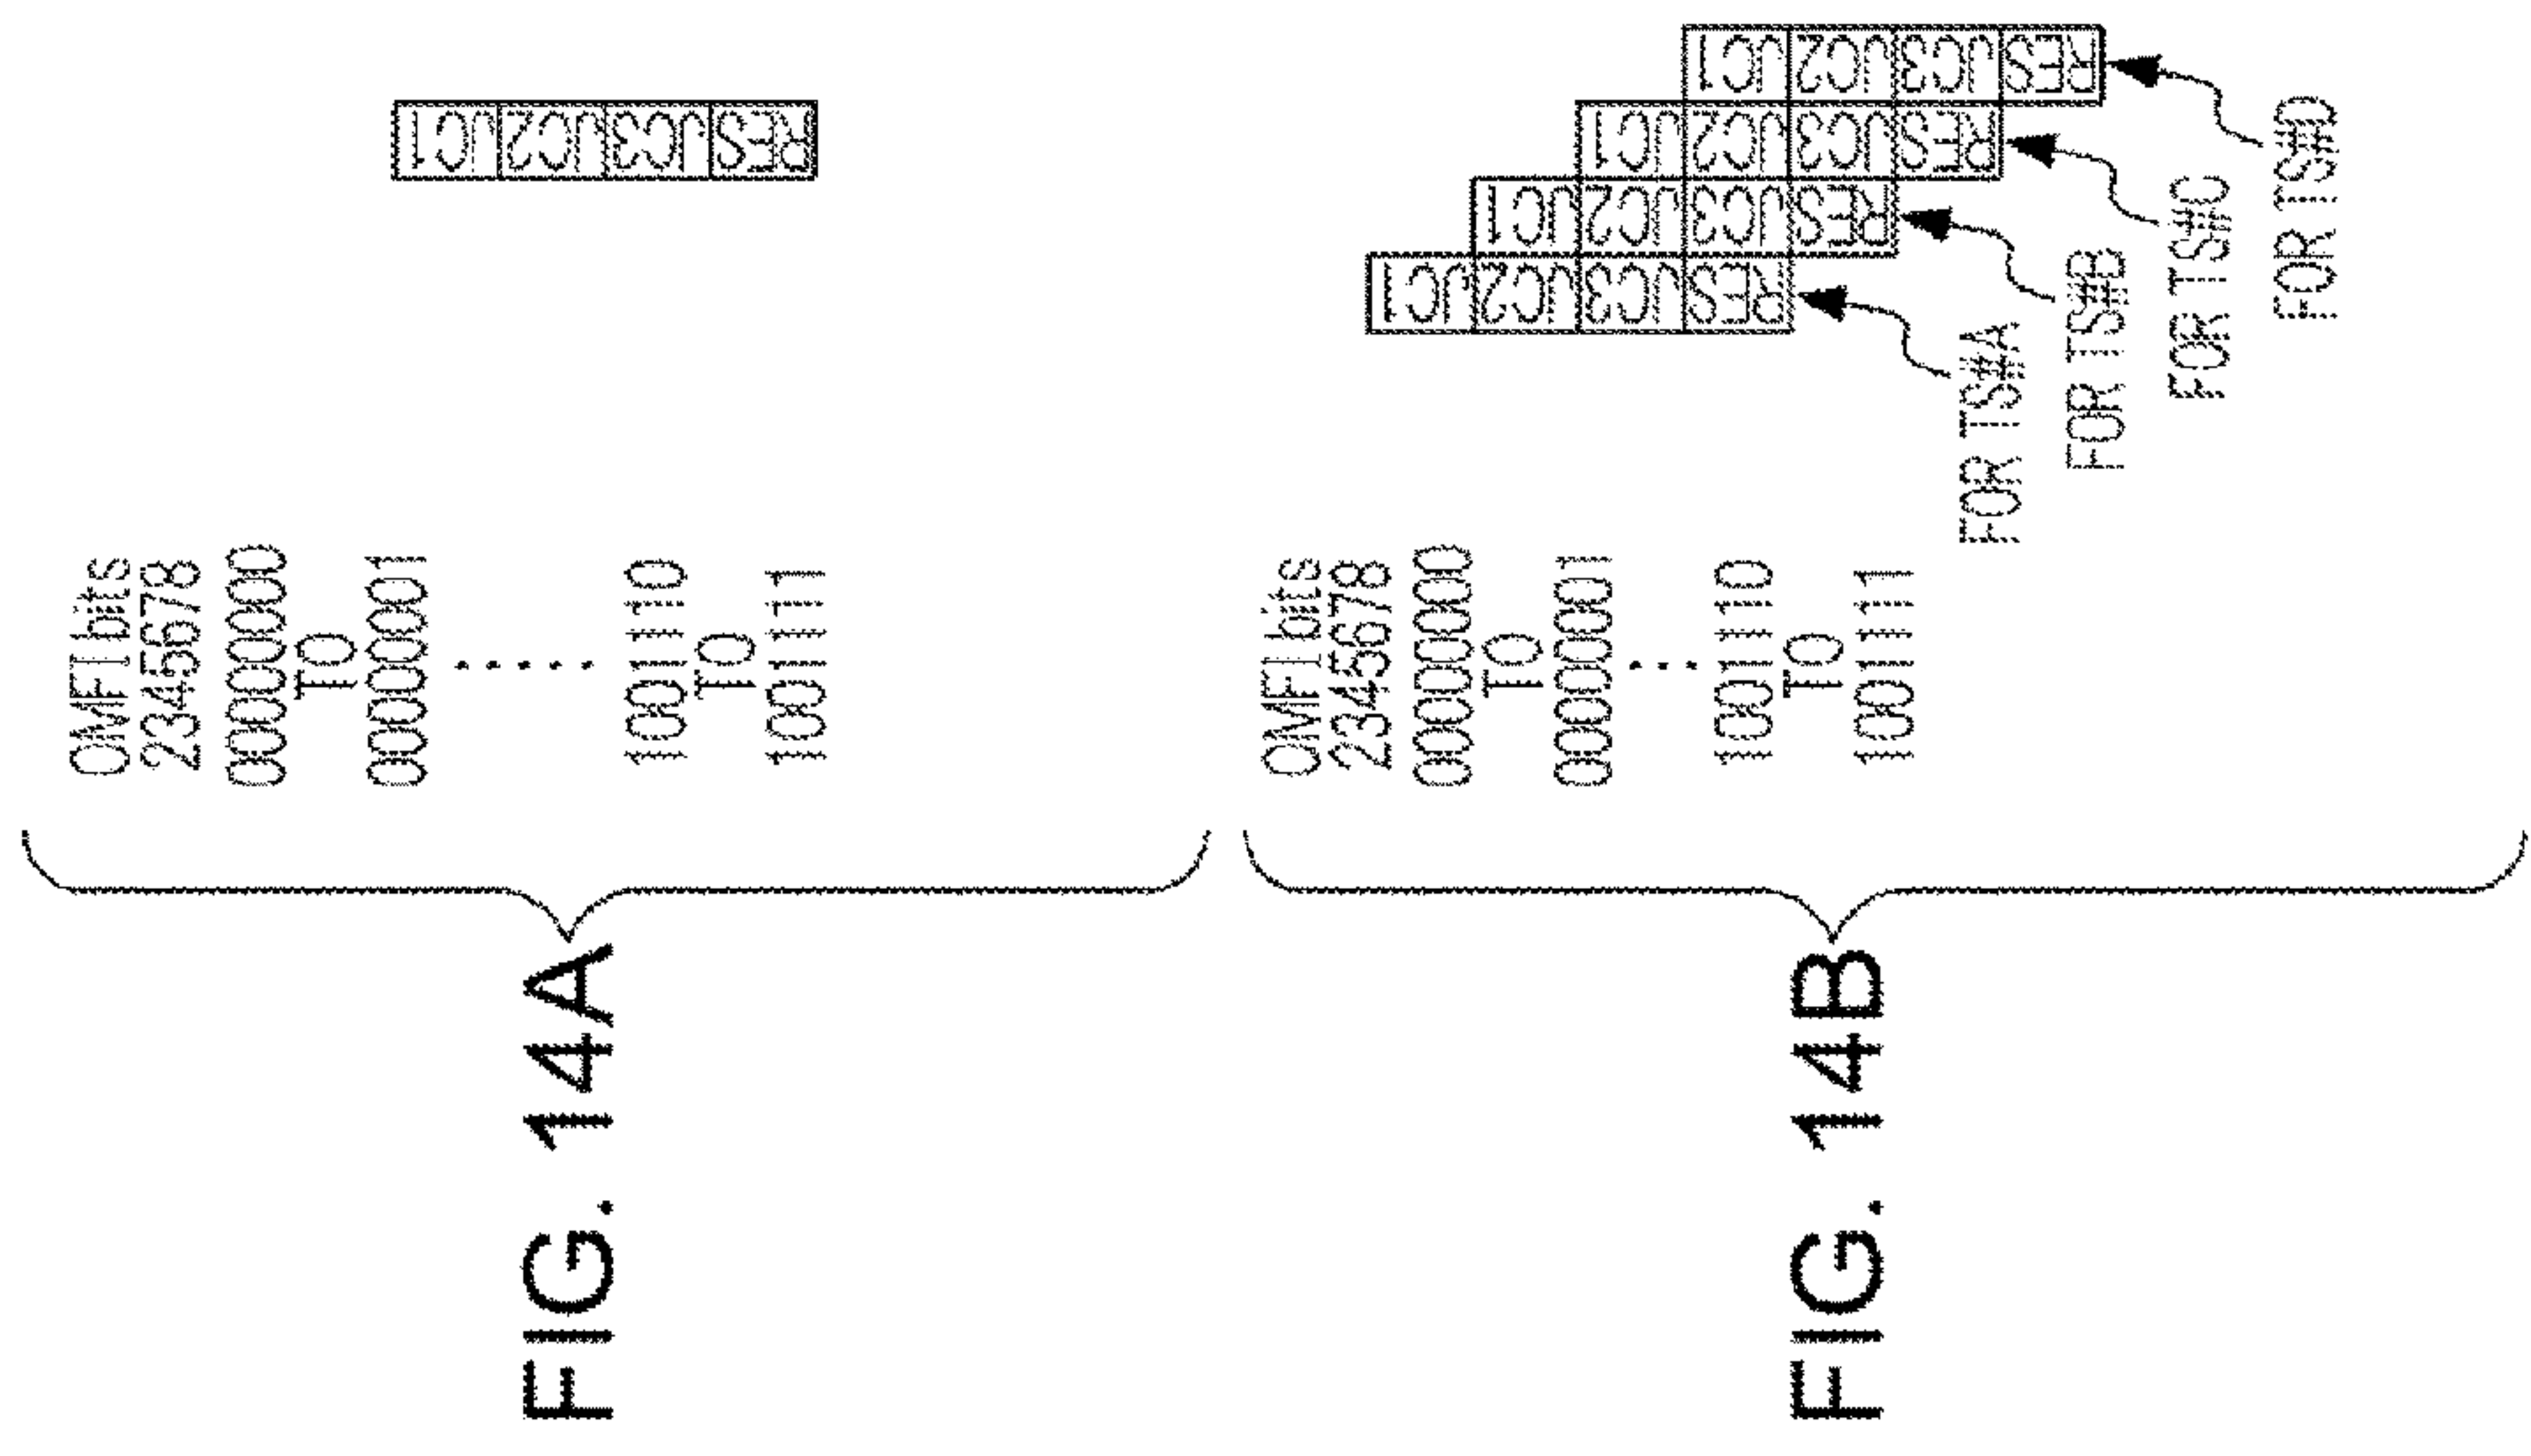 FIG. 14A
OMFI bits
2345678
0000000
TO
0000001
.....
1001110
TO
1001111
JC1
JC2
JC3
RES
FIG. 14B
OMFI bits
2345678
0000000
TO
0000001
...
1001110
TO
1001111
JC1
JC2
JC3
RES
JC1
JC2
JC3
RES
JC1
JC2
JC3
RES
JC1
JC2
JC3
RES
FOR TS#A
FOR TS#B
FOR TS#C
FOR TS#D